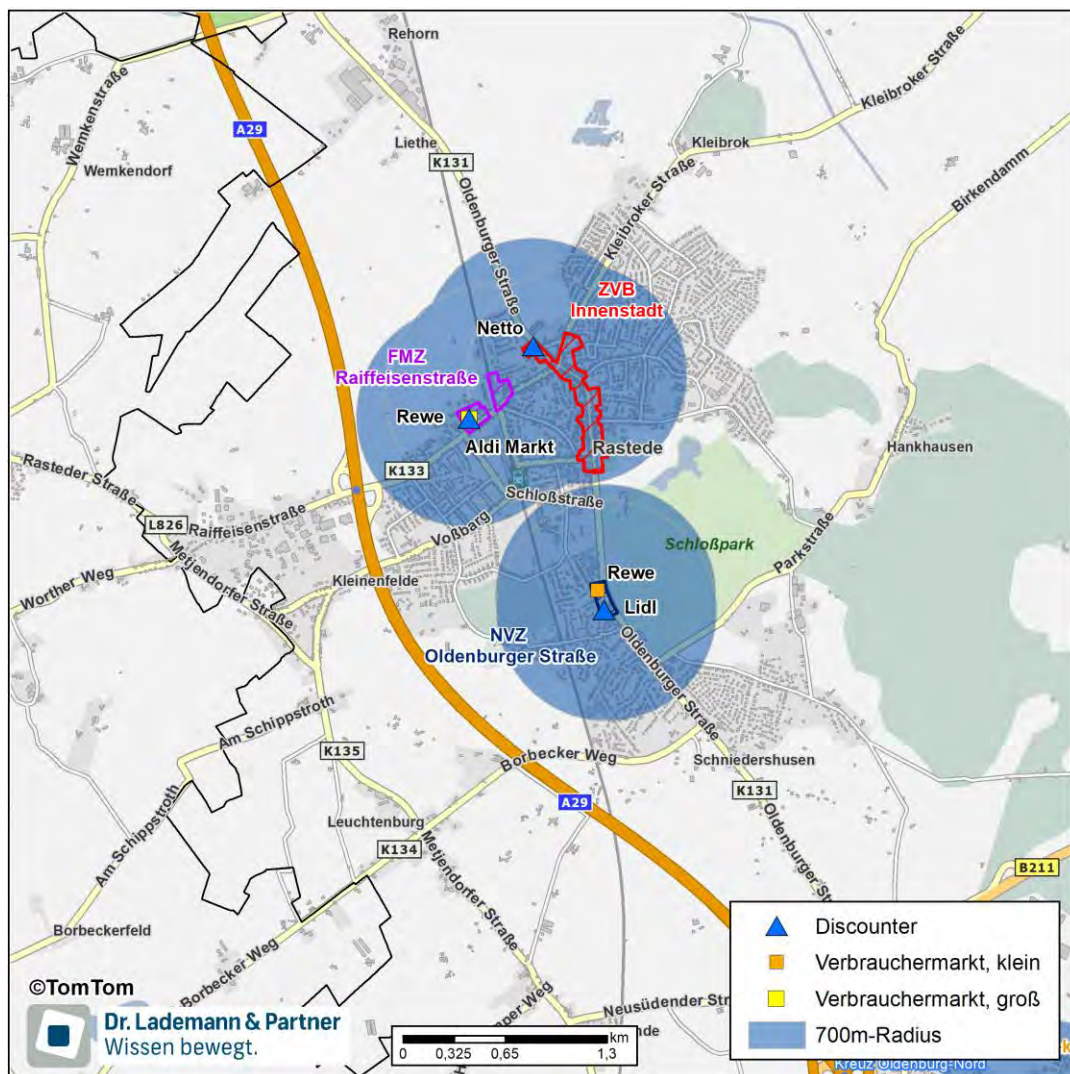 Rehorn
Kleibroker Straße
Wemkenstraße
A29
Liethe
Kleibrok
K131
Wemkendorf
Oldenburger Straße
Kleibroker Straße
Birkendamm
ZVB
Innenstadt
Netto
FMZ
Raiffeisenstraße
Rewe
Aldi Markt
Rastede
Hankhausen
K133
Rasteder Straße
Schloßstraße
L826
Raiffeisenstraße
Voßbarg
Parkstraße
Schloßpark
Metjendorfer Straße
Worther Weg
Kleinenfelde
Rewe
Lidl
NVZ
Oldenburger Straße
Oldenburger Straße
Am Schippstroth
K135
Borbecker Weg
Schniedershusen
A29
K131
Am Schippstroth
Leuchtenburg
K134
Oldenburger St
Metjendorfer Straße
B211
Borbeckerfeld
Borbecker Weg
Discounter
Verbrauchermarkt, klein
Verbrauchermarkt, groß
700m-Radius
©TomTom
Dr. Lademann & Partner
Wissen bewegt.
km
0 0,325 0,65 1,3
Neusüdender Str
nde
per Weg
Kreuz Oldenburg-Nord